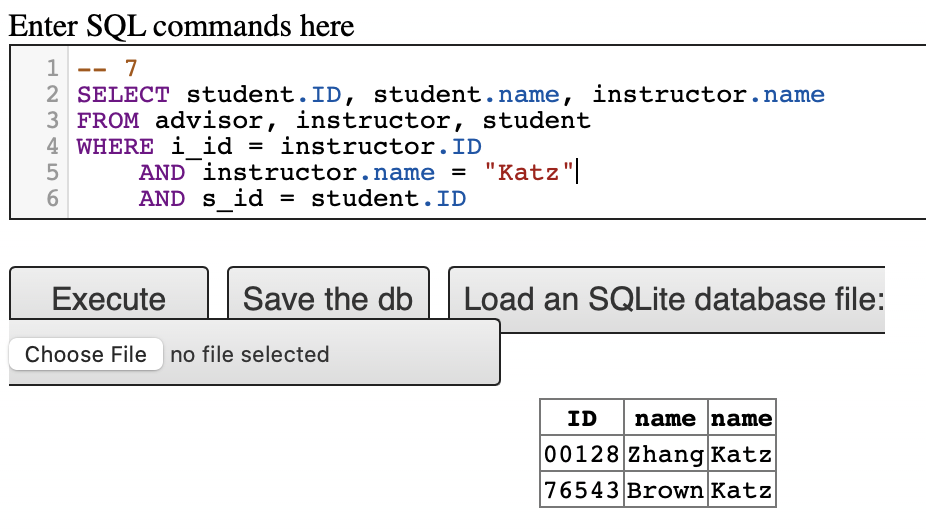 Enter SQL commands here
1 -- 7
2 SELECT student.ID, student.name, instructor.name
3 FROM advisor, instructor, student
4 WHERE i_id = instructor.ID
5     AND instructor.name = "Katz"
6     AND s_id = student.ID
Execute Save the db Load an SQLite database file:
Choose File no file selected
ID name name
00128 Zhang Katz
76543 Brown Katz